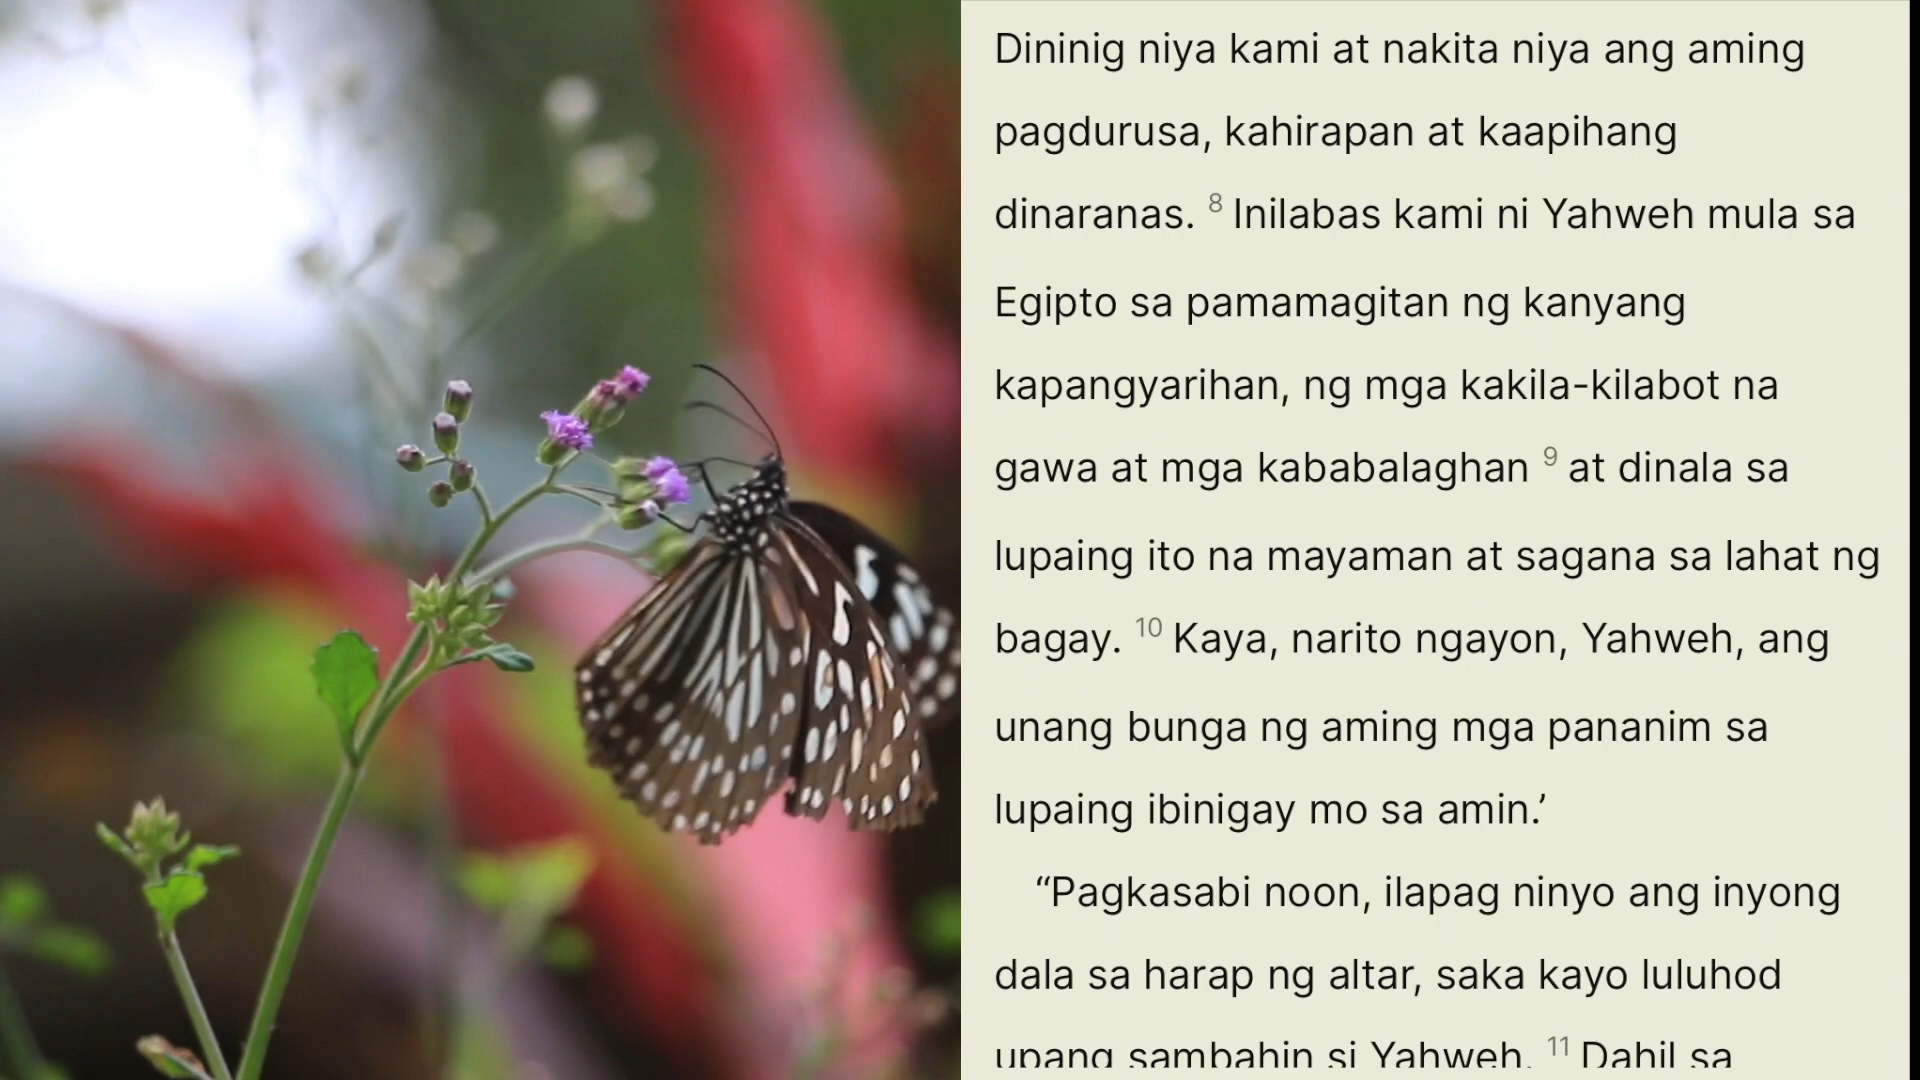 Dininig niya kami at nakita niya ang aming
pagdurusa, kahirapan at kaapihang
dinaranas. 8 Inilabas kami ni Yahweh mula sa
Egipto sa pamamagitan ng kanyang
kapangyarihan, ng mga kakila-kilabot na
gawa at mga kababalaghan 9 at dinala sa
lupaing ito na mayaman at sagana sa lahat ng
bagay. 10 Kaya, narito ngayon, Yahweh, ang
unang bunga ng aming mga pananim sa
lupaing ibinigay mo sa amin.’
“Pagkasabi noon, ilapag ninyo ang inyong
dala sa harap ng altar, saka kayo luluhod
upang sambahin si Yahweh. 11 Dahil sa